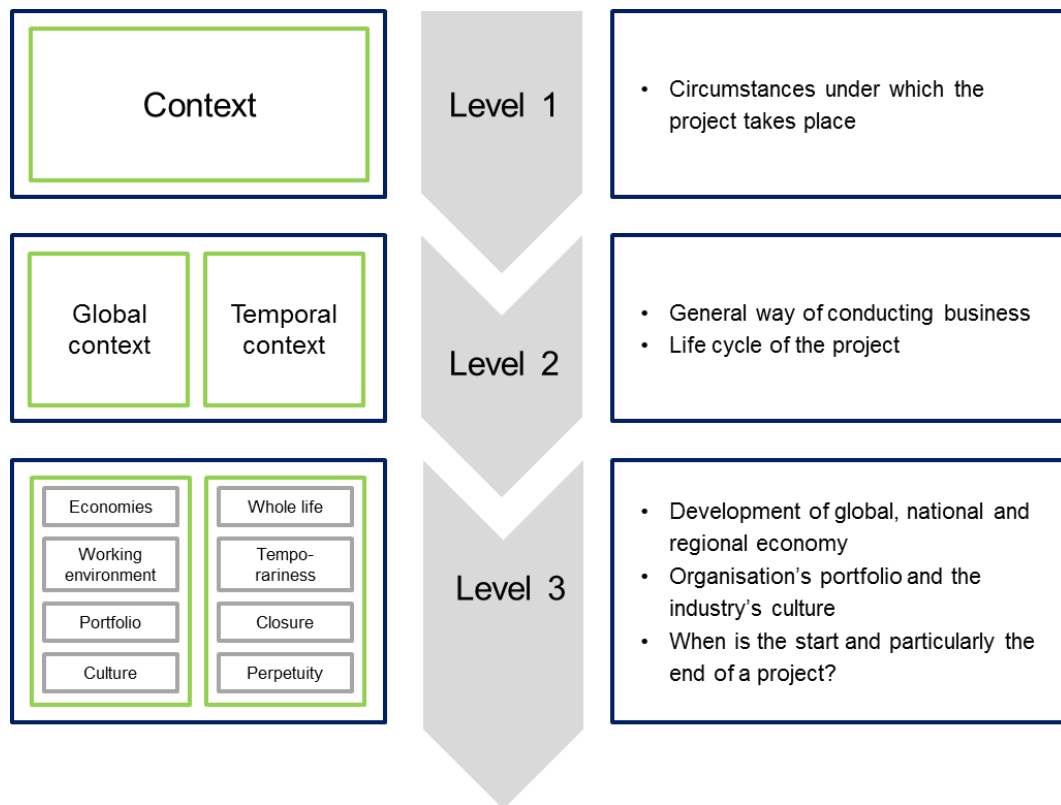 Context
Level 1
• Circumstances under which the
project takes place
Global
context
Temporal
context
Level 2
• General way of conducting business
• Life cycle of the project
Economies
Working
environment
Portfolio
Culture
Whole life
Tempo-
rariness
Closure
Perpetuity
Level 3
• Development of global, national and
regional economy
• Organisation’s portfolio and the
industry’s culture
• When is the start and particularly the
end of a project?